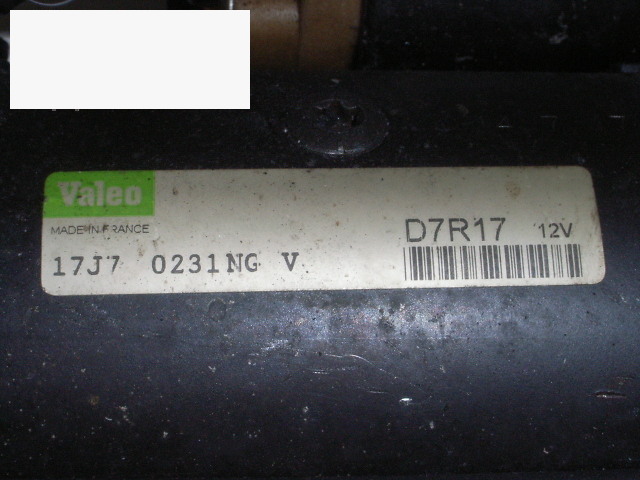 Valeo
MADE IN FRANCE
D7R17 12V
17J7 0231NG V